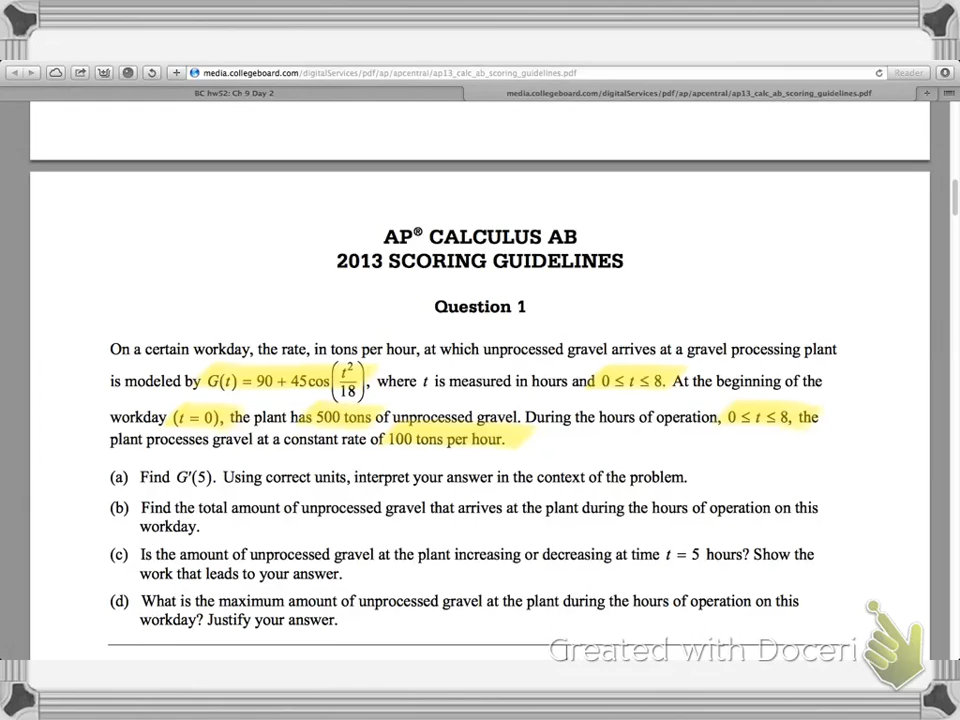 media.collegeboard.com/digitalServices/pdf/ap/apcentral/ap13_calc_ab_scoring_guidelines.pdf
Reader
BC hw52: Ch 9 Day 2
media.collegeboard.com/digitalServices/pdf/ap/apcentral/ap13_calc_ab_scoring_guidelines.pdf
AP® CALCULUS AB
2013 SCORING GUIDELINES
Question 1
On a certain workday, the rate, in tons per hour, at which unprocessed gravel arrives at a gravel processing plant
is modeled by G(t) = 90 + 45cos(t²/18), where t is measured in hours and 0 ≤ t ≤ 8. At the beginning of the
workday (t = 0), the plant has 500 tons of unprocessed gravel. During the hours of operation, 0 ≤ t ≤ 8, the
plant processes gravel at a constant rate of 100 tons per hour.
(a) Find G′(5). Using correct units, interpret your answer in the context of the problem.
(b) Find the total amount of unprocessed gravel that arrives at the plant during the hours of operation on this
workday.
(c) Is the amount of unprocessed gravel at the plant increasing or decreasing at time t = 5 hours? Show the
work that leads to your answer.
(d) What is the maximum amount of unprocessed gravel at the plant during the hours of operation on this
workday? Justify your answer.
Created with Doceri